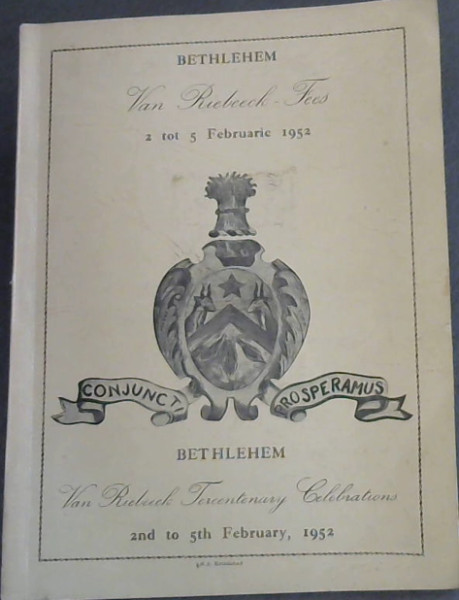 BETHLEHEM
Van Riebeeck-Fees
2 tot 5 Februarie 1952
CONJUNCTI PROSPERAMUS
BETHLEHEM
Van Riebeeck Tercentenary Celebrations
2nd to 5th February, 1952